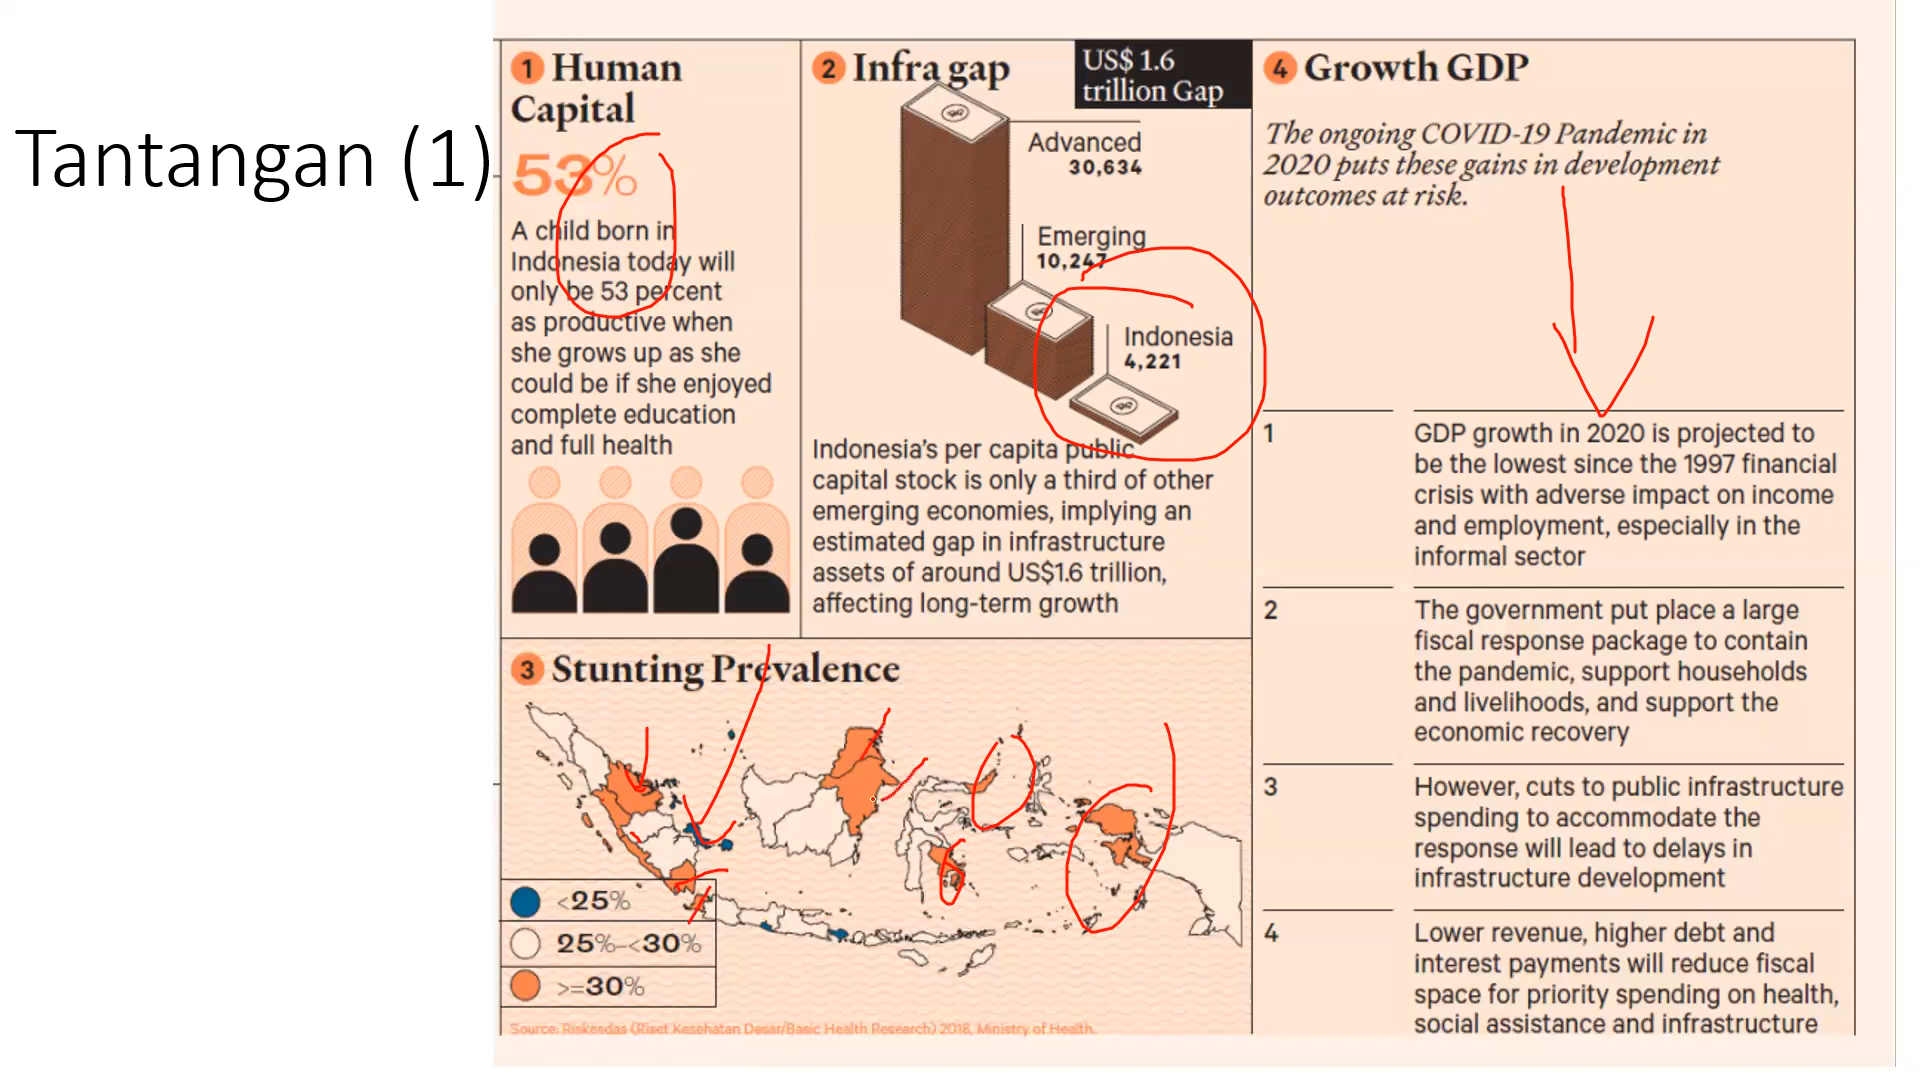 Tantangan (1)
1 Human
Capital
53%
A child born in
Indonesia today will
only be 53 percent
as productive when
she grows up as she
could be if she enjoyed
complete education
and full health
2 Infra gap
US$ 1.6
trillion Gap
Advanced
30,634
Emerging
10,247
Indonesia
4,221
Indonesia's per capita public
capital stock is only a third of other
emerging economies, implying an
estimated gap in infrastructure
assets of around US$1.6 trillion,
affecting long-term growth
3 Stunting Prevalence
<25%
25%-<30%
>=30%
Source: Riskesdas (Riset Kesehatan Dasar/Basic Health Research) 2018, Ministry of Health.
4 Growth GDP
The ongoing COVID-19 Pandemic in
2020 puts these gains in development
outcomes at risk.
1
GDP growth in 2020 is projected to
be the lowest since the 1997 financial
crisis with adverse impact on income
and employment, especially in the
informal sector
2
The government put place a large
fiscal response package to contain
the pandemic, support households
and livelihoods, and support the
economic recovery
3
However, cuts to public infrastructure
spending to accommodate the
response will lead to delays in
infrastructure development
4
Lower revenue, higher debt and
interest payments will reduce fiscal
space for priority spending on health,
social assistance and infrastructure